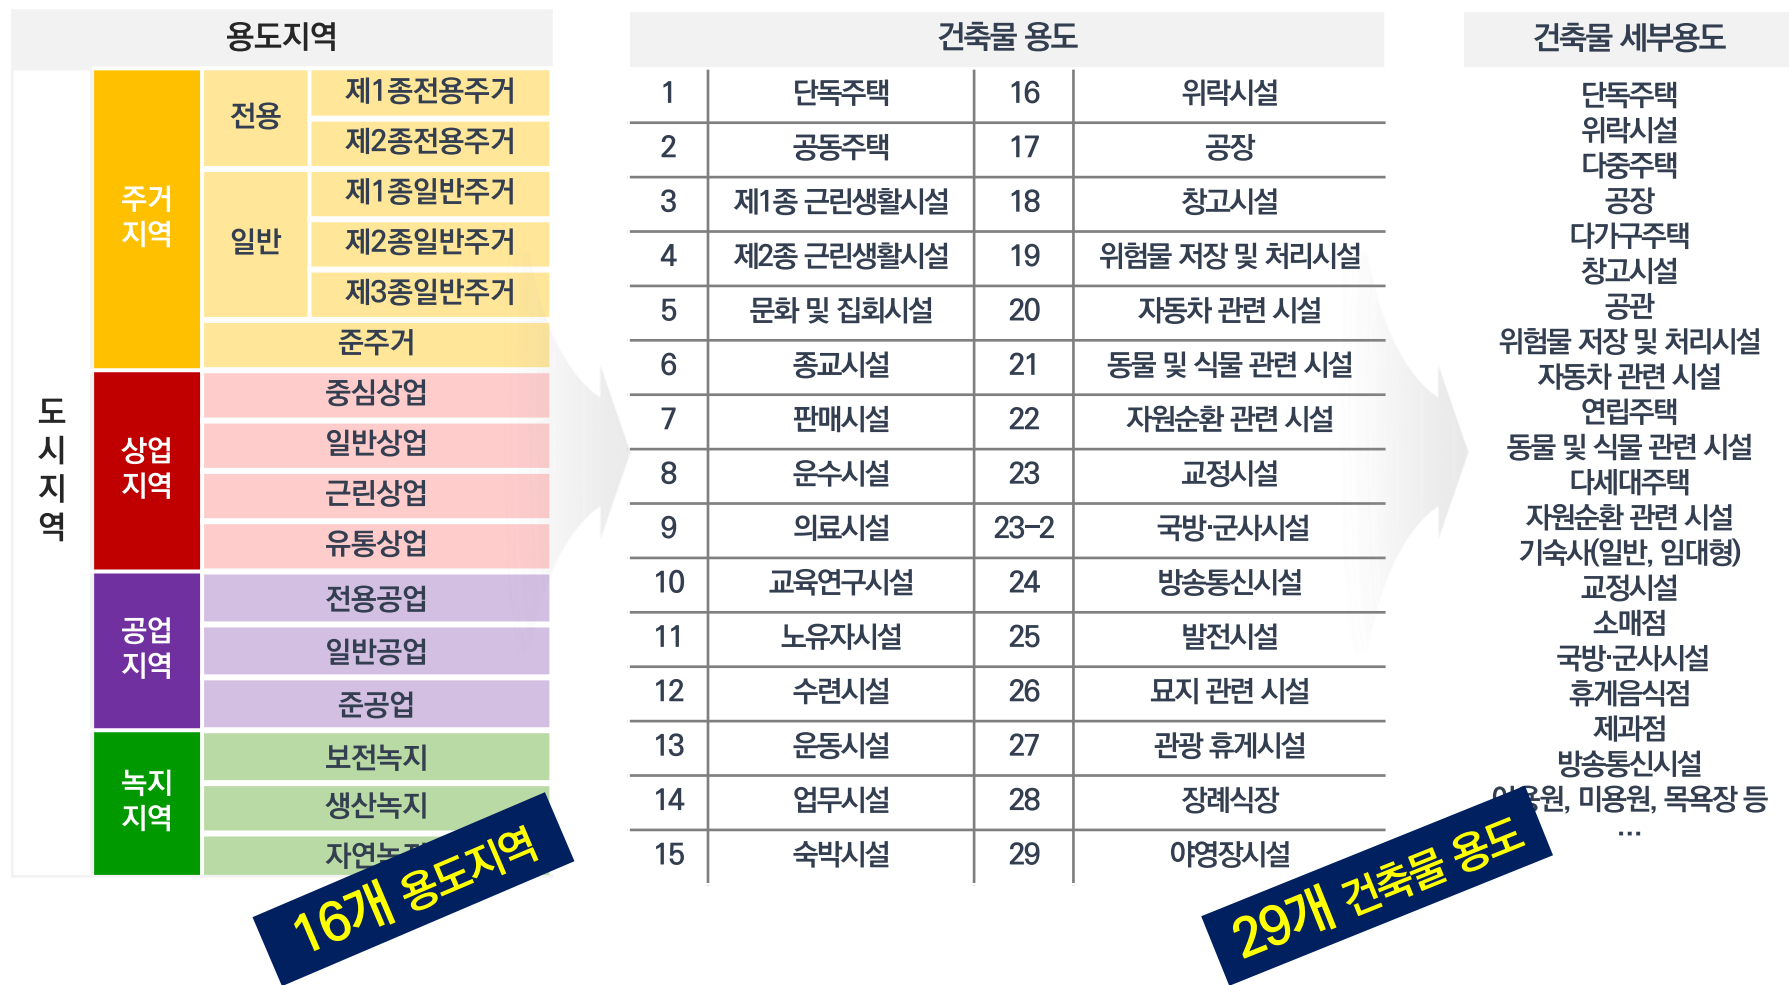 용도지역
도시지역
주거
지역
전용
제1종전용주거
제2종전용주거
일반
제1종일반주거
제2종일반주거
제3종일반주거
준주거
상업
지역
중심상업
일반상업
근린상업
유통상업
공업
지역
전용공업
일반공업
준공업
녹지
지역
보전녹지
생산녹지
16개 용도지역
건축물 용도
1 단독주택 16 위락시설
2 공동주택 17 공장
3 제1종 근린생활시설 18 창고시설
4 제2종 근린생활시설 19 위험물 저장 및 처리시설
5 문화 및 집회시설 20 자동차 관련 시설
6 종교시설 21 동물 및 식물 관련 시설
7 판매시설 22 자원순환 관련 시설
8 운수시설 23 교정시설
9 의료시설 23-2 국방·군사시설
10 교육연구시설 24 방송통신시설
11 노유자시설 25 발전시설
12 수련시설 26 묘지 관련 시설
13 운동시설 27 관광 휴게시설
14 업무시설 28 장례식장
15 숙박시설 29 야영장시설
29개 건축물 용도
건축물 세부용도
단독주택
위락시설
다중주택
공장
다가구주택
창고시설
공관
위험물 저장 및 처리시설
자동차 관련 시설
연립주택
동물 및 식물 관련 시설
다세대주택
자원순환 관련 시설
기숙사(일반, 임대형)
교정시설
소매점
국방·군사시설
휴게음식점
제과점
방송통신시설
미용원, 목욕장 등
...